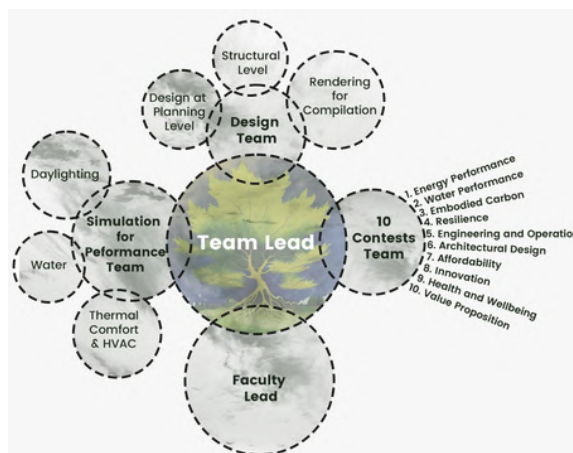 Structural
Level
Rendering
for
Compilation
Design at
Planning
Level
Design
Team
Daylighting
Simulation
for
Peformance
Team
Team Lead
10
Contests
Team
1. Energy Performance
2. Water Performance
3. Embodied Carbon
4. Resilience
5. Engineering and Operatio
6. Architectural Design
7. Affordability
8. Innovation
9. Health and Wellbeing
10. Value Proposition
Water
Thermal
Comfort
& HVAC
Faculty
Lead